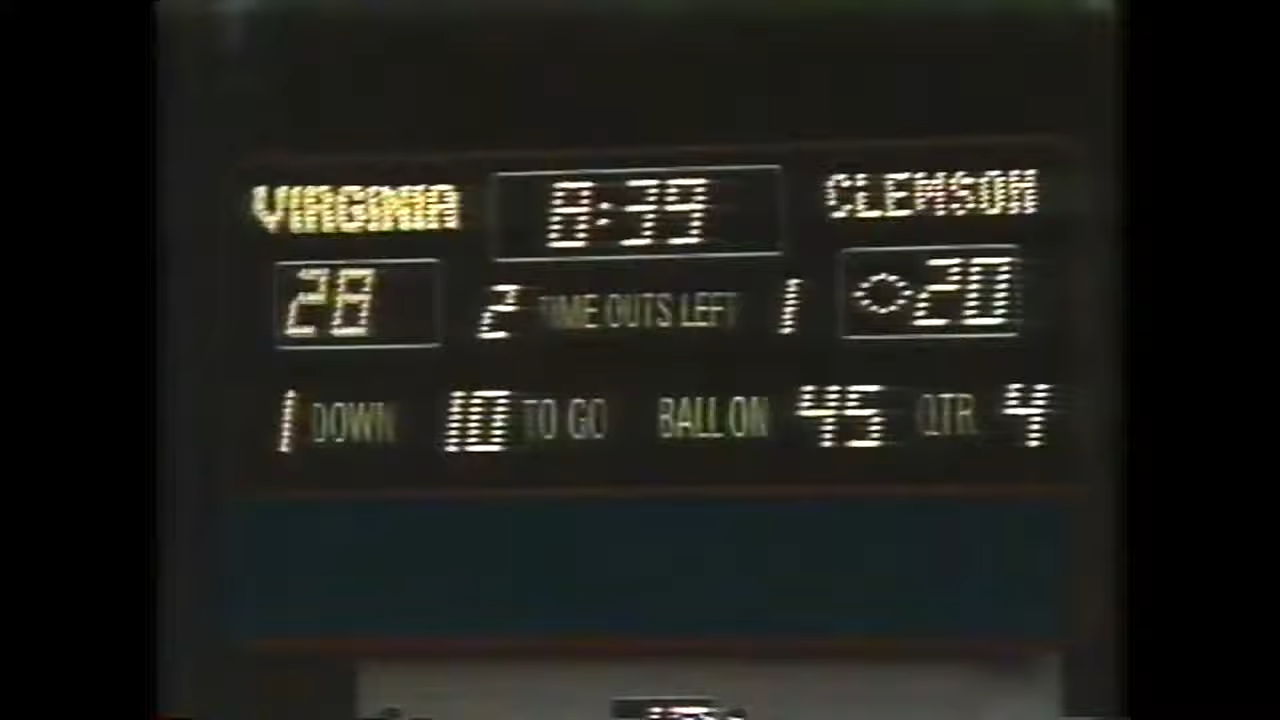 VIRGINIA 8:39 CLEMSON
28 2 TIME OUTS LEFT 1 20
1 DOWN 10 TO GO BALL ON 45 QTR 4